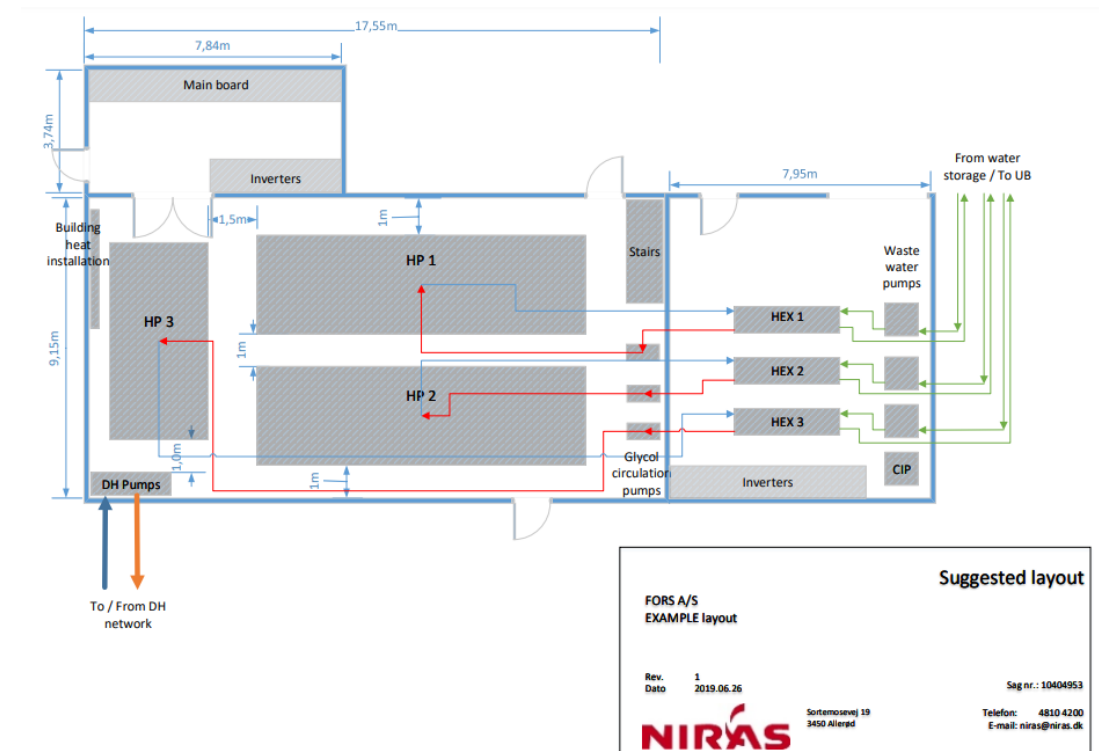 17,55m
7,84m
Main board
3,74m
Inverters
From water
storage / To UB
7,95m
1,5m
1m
Building
heat
installation
HP 1
Stairs
Waste
water
pumps
HP 3
HEX 1
9,15m
1m
HEX 2
HP 2
HEX 3
1,0m
1m
Glycol
circulation
pumps
CIP
DH Pumps
Inverters
To / From DH
network
Suggested layout
FORS A/S
EXAMPLE layout
Rev. 1
Dato 2019.06.26
Sag nr.: 10404953
Sortemosevej 19
3450 Allerød
Telefon: 4810 4200
E-mail: niras@niras.dk
NIRAS